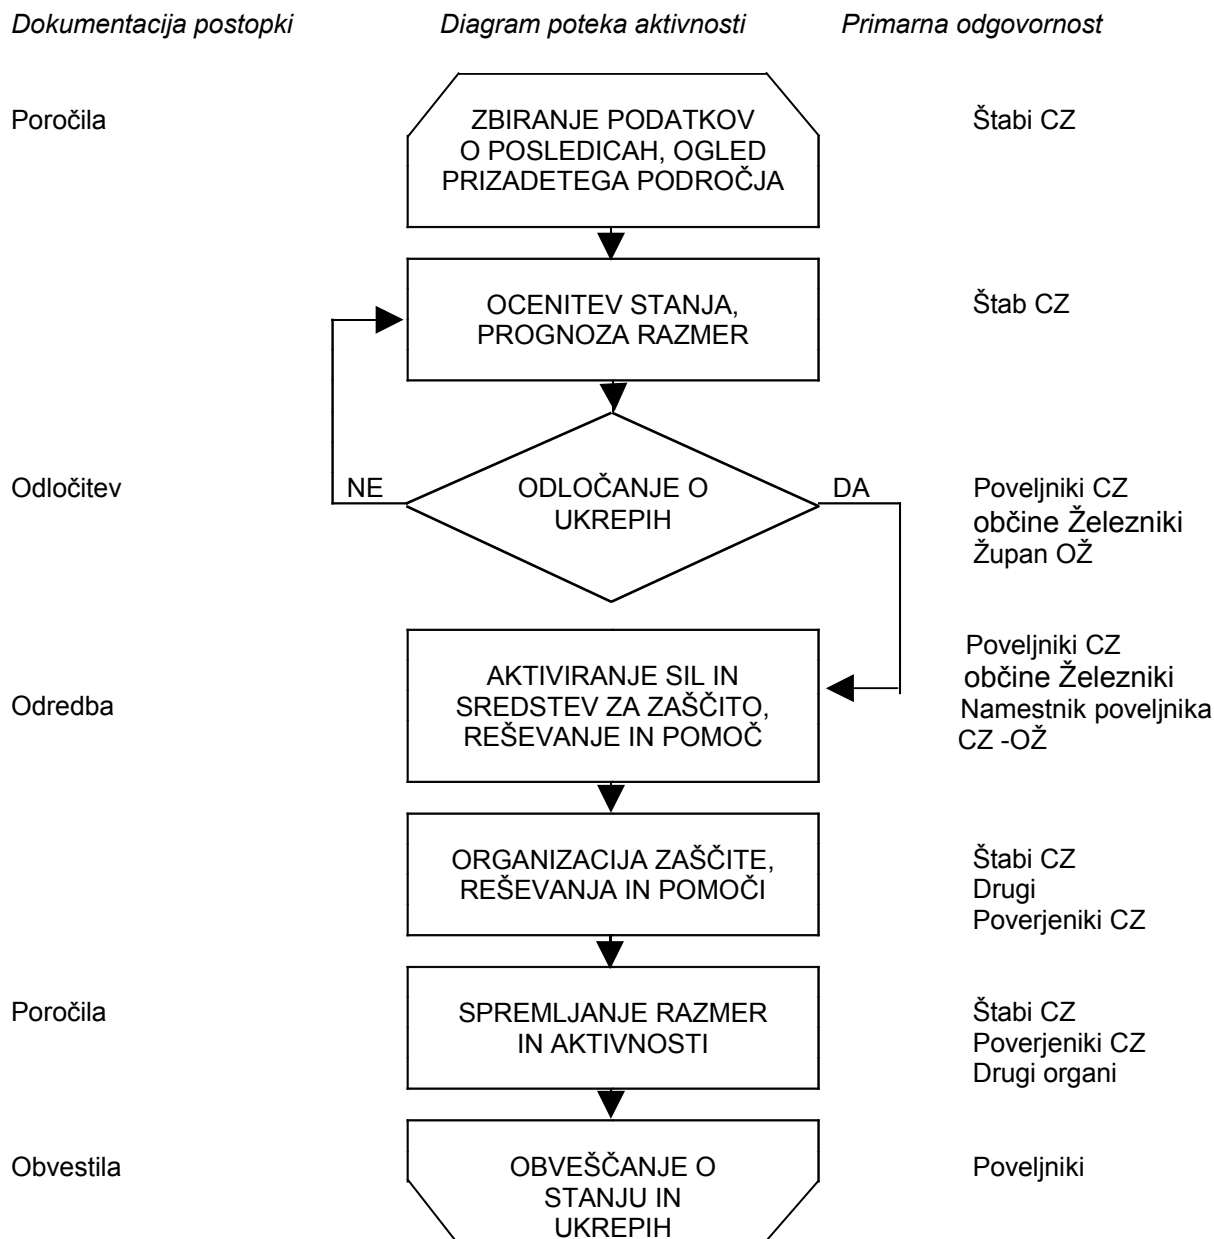 Dokumentacija postopki Diagram poteka aktivnosti Primarna odgovornost
Poročila
ZBIRANJE PODATKOV
O POSLEDICAH, OGLED
PRIZADETEGA PODROČJA
Štabi CZ
OCENITEV STANJA,
PROGNOZA RAZMER
Štab CZ
Odločitev
NE
ODLOČANJE O
UKREPIH
DA
Poveljniki CZ
občine Železniki
Župan OŽ
Odredba
AKTIVIRANJE SIL IN
SREDSTEV ZA ZAŠČITO,
REŠEVANJE IN POMOČ
Poveljniki CZ
občine Železniki
Namestnik poveljnika
CZ -OŽ
ORGANIZACIJA ZAŠČITE,
REŠEVANJA IN POMOČI
Štabi CZ
Drugi
Poverjeniki CZ
Poročila
SPREMLJANJE RAZMER
IN AKTIVNOSTI
Štabi CZ
Poverjeniki CZ
Drugi organi
Obvestila
OBVEŠČANJE O
STANJU IN
UKREPIH
Poveljniki